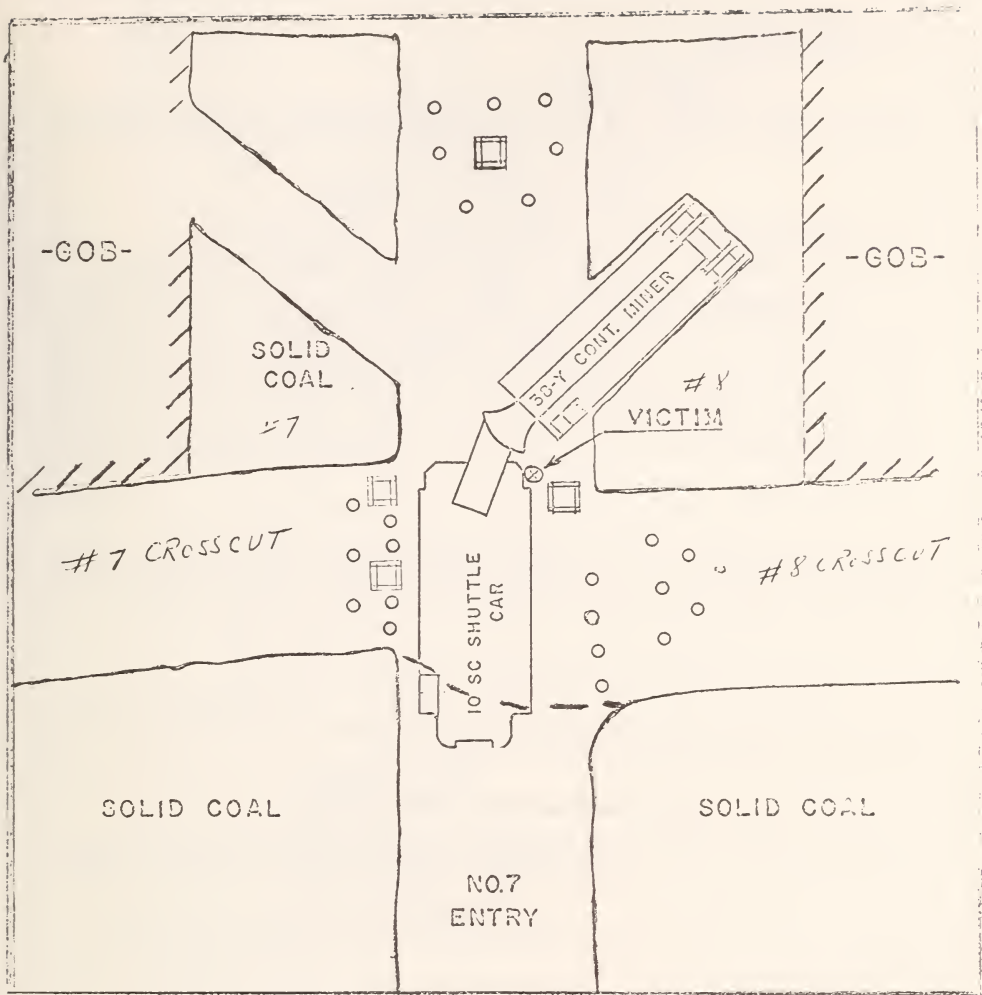 -GOB-
-GOB-
SOLID
COAL
#7
CONT. MINER
#8
VICTIM
#7 CROSSCUT
#8 CROSSCUT
10 SC SHUTTLE
CAR
SOLID COAL
SOLID COAL
NO.7
ENTRY